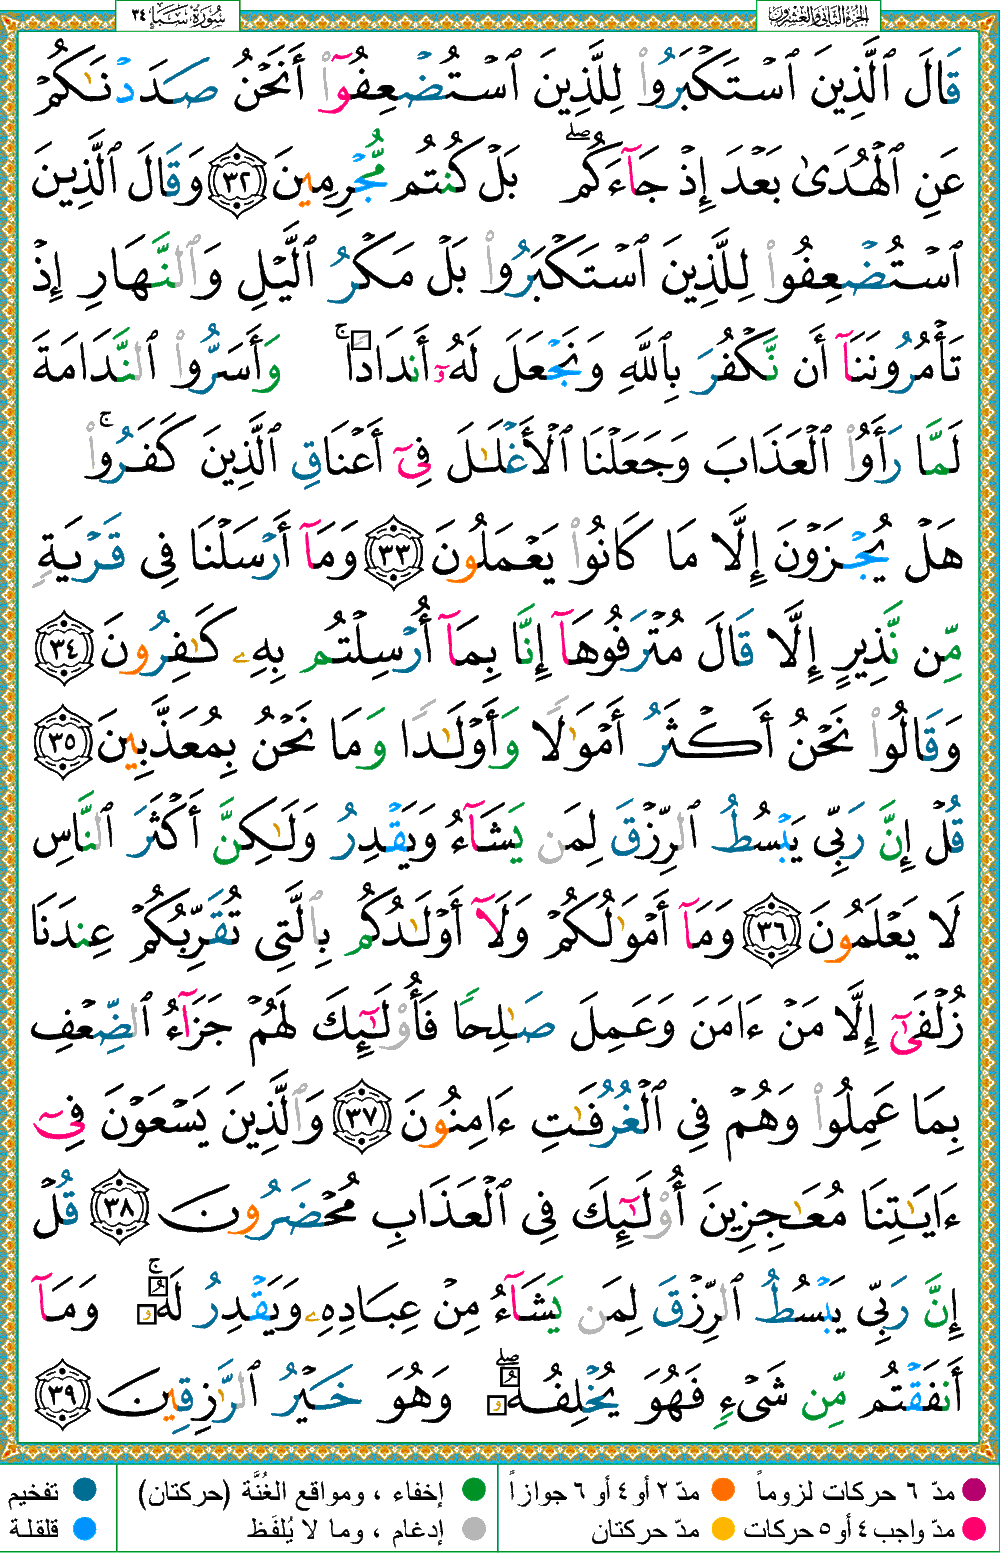 الجزء الثاني والعشرون
سُورَةُ سَبَإٍ ٣٤
قَالَ ٱلَّذِينَ ٱسۡتَكۡبَرُوا۟ لِلَّذِينَ ٱسۡتُضۡعِفُوٓا۟ أَنَحۡنُ صَدَدۡنَـٰكُمۡ
عَنِ ٱلۡهُدَىٰ بَعۡدَ إِذۡ جَآءَكُمۖ بَلۡ كُنتُم مُّجۡرِمِينَ ٣٢ وَقَالَ ٱلَّذِينَ
ٱسۡتُضۡعِفُوا۟ لِلَّذِينَ ٱسۡتَكۡبَرُوا۟ بَلۡ مَكۡرُ ٱلَّيۡلِ وَٱلنَّهَارِ إِذۡ
تَأۡمُرُونَنَآ أَن نَّكۡفُرَ بِٱللَّهِ وَنَجۡعَلَ لَهُۥٓ أَندَادࣰاۚ وَأَسَرُّوا۟ ٱلنَّدَامَةَ
لَمَّا رَأَوُا۟ ٱلۡعَذَابَ وَجَعَلۡنَا ٱلۡأَغۡلَـٰلَ فِیٓ أَعۡنَاقِ ٱلَّذِينَ كَفَرُوا۟ۚ
هَلۡ يُجۡزَوۡنَ إِلَّا مَا كَانُوا۟ يَعۡمَلُونَ ٣٣ وَمَآ أَرۡسَلۡنَا فِی قَرۡيَةࣲ
مِّن نَّذِيرٍ إِلَّا قَالَ مُتۡرَفُوهَآ إِنَّا بِمَآ أُرۡسِلۡتُم بِهِۦ كَـٰفِرُونَ ٣٤
وَقَالُوا۟ نَحۡنُ أَكۡثَرُ أَمۡوَٰلࣰا وَأَوۡلَـٰدࣰا وَمَا نَحۡنُ بِمُعَذَّبِينَ ٣٥
قُلۡ إِنَّ رَبِّی يَبۡسُطُ ٱلرِّزۡقَ لِمَن يَشَآءُ وَيَقۡدِرُ وَلَـٰكِنَّ أَكۡثَرَ ٱلنَّاسِ
لَا يَعۡلَمُونَ ٣٦ وَمَآ أَمۡوَٰلُكُمۡ وَلَآ أَوۡلَـٰدُكُم بِٱلَّتِی تُقَرِّبُكُمۡ عِندَنَا
زُلۡفَىٰٓ إِلَّا مَنۡ ءَامَنَ وَعَمِلَ صَـٰلِحࣰا فَأُو۟لَـٰٓئِكَ لَهُمۡ جَزَآءُ ٱلضِّعۡفِ
بِمَا عَمِلُوا۟ وَهُمۡ فِی ٱلۡغُرُفَـٰتِ ءَامِنُونَ ٣٧ وَٱلَّذِينَ يَسۡعَوۡنَ فِیٓ
ءَايَـٰتِنَا مُعَـٰجِزِينَ أُو۟لَـٰٓئِكَ فِی ٱلۡعَذَابِ مُحۡضَرُونَ ٣٨ قُلۡ
إِنَّ رَبِّی يَبۡسُطُ ٱلرِّزۡقَ لِمَن يَشَآءُ مِنۡ عِبَادِهِۦ وَيَقۡدِرُ لَهُۥۚ وَمَآ
أَنفَقۡتُم مِّن شَیۡءࣲ فَهُوَ يُخۡلِفُهُۥۖ وَهُوَ خَيۡرُ ٱلرَّٰزِقِينَ ٣٩
مدّ ٦ حركات لزوماً مدّ ٢ أو ٤ أو ٦ جوازاً إخفاء ، ومواقع الغُنَّة (حركتان) تفخيم
مدّ واجب ٤ أو ٥ حركات مدّ حركتان إدغام ، وما لا يُلفَظ قلقلة